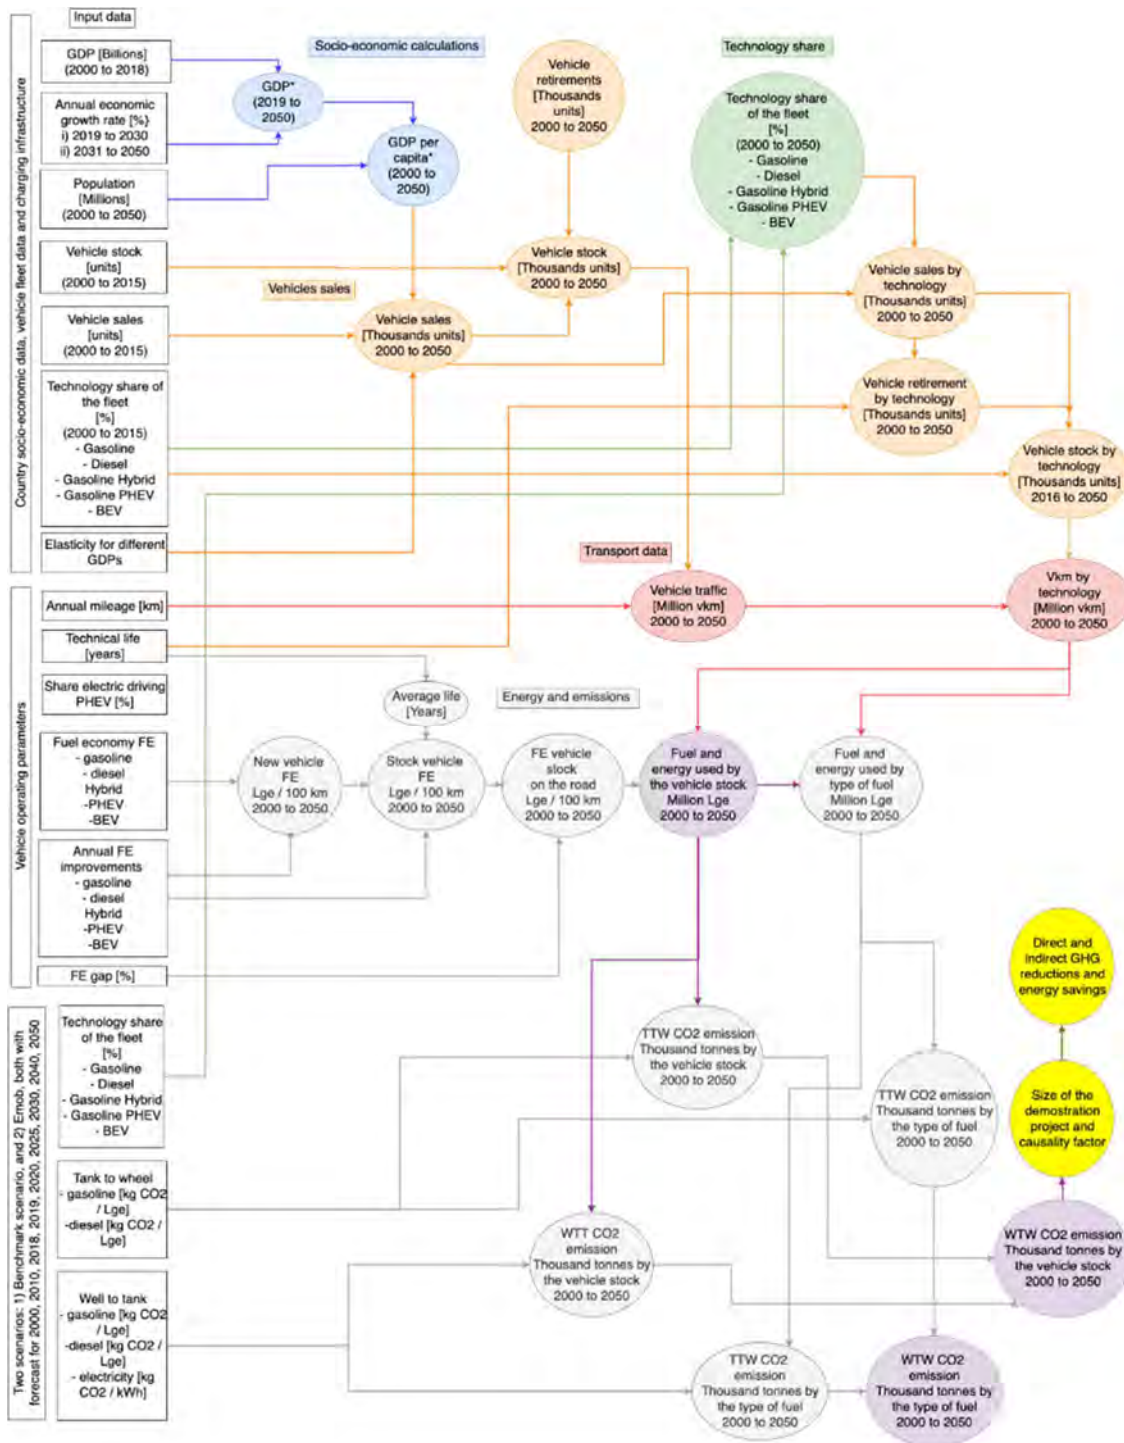 Input data
GDP [Billions]
(2000 to 2018)
Annual economic
growth rate [%}
i) 2019 to 2030
ii) 2031 to 2050
Population
[Millions]
(2000 to 2050)
Vehicle stock
[units]
(2000 to 2015)
Vehicle sales
[units]
(2000 to 2015)
Technology share of
the fleet
[%]
(2000 to 2015)
- Gasoline
- Diesel
- Gasoline Hybrid
- Gasoline PHEV
- BEV
Elasticity for different
GDPs
Country socio-economic data, vehicle fleet data and charging infrastructure
Socio-economic calculations
GDP*
(2019 to
2050)
GDP per
capita*
(2000 to
2050)
Vehicle
retirements
[Thousands
units]
2000 to 2050
Technology share
Technology share
of the fleet
[%]
(2000 to 2050)
- Gasoline
- Diesel
- Gasoline Hybrid
- Gasoline PHEV
- BEV
Vehicle stock
[Thousands units]
2000 to 2050
Vehicles sales
Vehicle sales
[Thousands units]
2000 to 2050
Vehicle sales by
technology
[Thousands units]
2000 to 2050
Vehicle retirement
by technology
[Thousands units]
2000 to 2050
Vehicle stock by
technology
[Thousands units]
2016 to 2050
Transport data
Vehicle traffic
[Million vkm]
2000 to 2050
Vkm by
technology
[Million vkm]
2000 to 2050
Vehicle operating parameters
Annual mileage [km]
Technical life
[years]
Share electric driving
PHEV [%]
Fuel economy FE
- gasoline
- diesel
Hybrid
-PHEV
-BEV
Annual FE
improvements
- gasoline
- diesel
Hybrid
-PHEV
-BEV
FE gap [%]
Average life
[Years]
Energy and emissions
New vehicle
FE
Lge / 100 km
2000 to 2050
Stock vehicle
FE
Lge / 100 km
2000 to 2050
FE vehicle
stock
on the road
Lge / 100 km
2000 to 2050
Fuel and
energy used by
the vehicle stock
Million Lge
2000 to 2050
Fuel and
energy used by
type of fuel
Million Lge
2000 to 2050
Two scenarios: 1) Benchmark scenario, and 2) Emob, both with
forecast for 2000, 2010, 2018, 2019, 2020, 2025, 2030, 2040, 2050
Technology share
of the fleet
[%]
- Gasoline
- Diesel
- Gasoline Hybrid
- Gasoline PHEV
- BEV
Tank to wheel
- gasoline [kg CO2
/ Lge]
-diesel [kg CO2 /
Lge]
Well to tank
- gasoline [kg CO2
/ Lge]
- diesel [kg CO2 /
Lge]
- electricity [kg
CO2 / kWh]
TTW CO2 emission
Thousand tonnes by
the vehicle stock
2000 to 2050
TTW CO2 emission
Thousand tonnes by
the type of fuel
2000 to 2050
WTT CO2
emission
Thousand tonnes by
the vehicle stock
2000 to 2050
TTW CO2
emission
Thousand tonnes by
the type of fuel
2000 to 2050
WTW CO2
emission
Thousand tonnes by
the type of fuel
2000 to 2050
Direct and
indirect GHG
reductions and
energy savings
Size of the
demostration
project and
causality factor
WTW CO2 emission
Thousand tonnes by
the vehicle stock
2000 to 2050